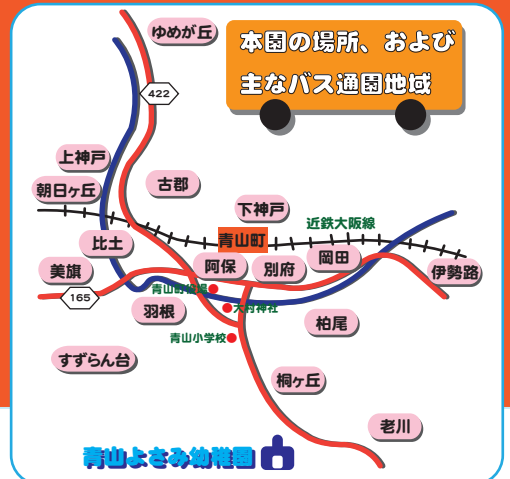 ゆめが丘
本園の場所、および
主なバス通園地域
422
上神戸
朝日ヶ丘
古郡
下神戸
近鉄大阪線
青山町
比土
美旗
阿保
別府
岡田
伊勢路
165
青山町役場
大村神社
羽根
柏尾
青山小学校
すずらん台
桐ヶ丘
老川
青山よさみ幼稚園